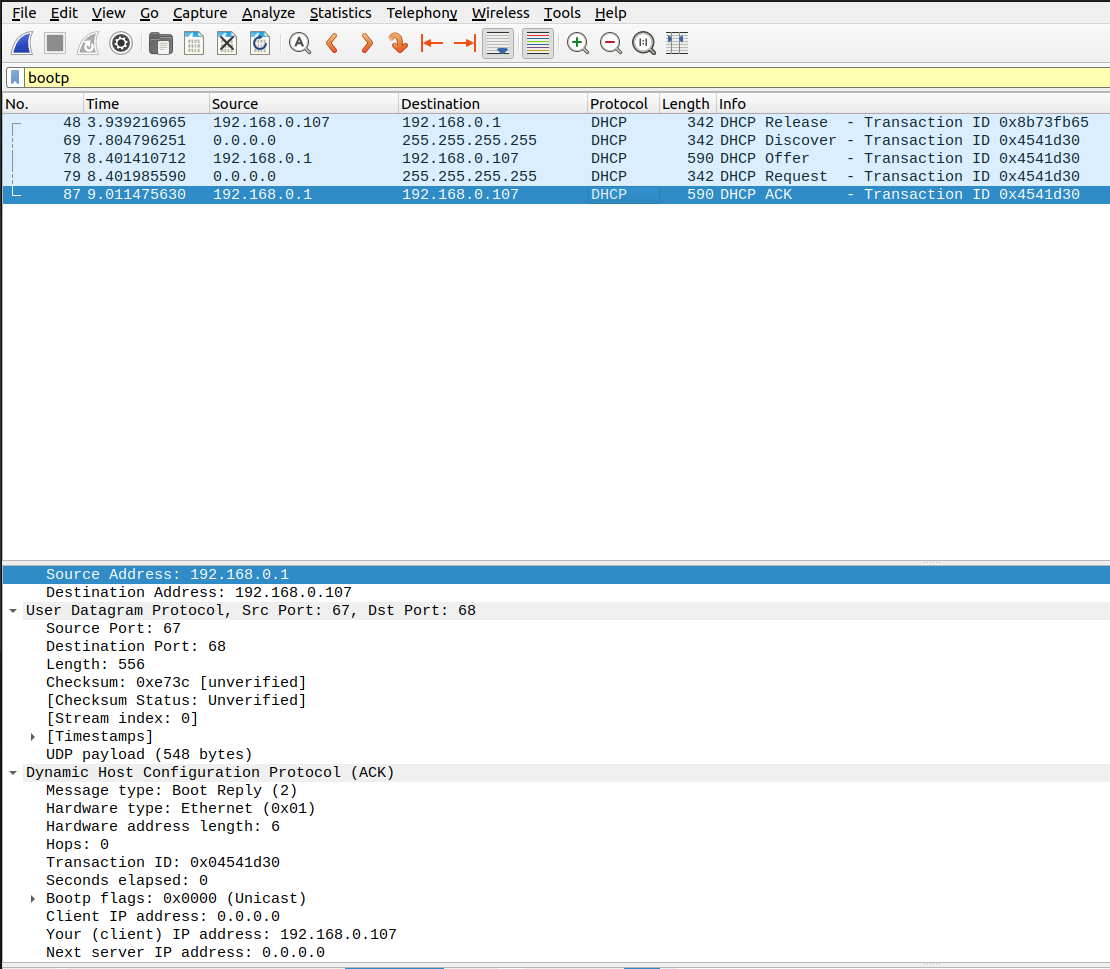 File Edit View Go Capture Analyze Statistics Telephony Wireless Tools Help
bootp
No. Time Source Destination Protocol Length Info
48 3.939216965 192.168.0.107 192.168.0.1 DHCP 342 DHCP Release - Transaction ID 0x8b73fb65
69 7.804796251 0.0.0.0 255.255.255.255 DHCP 342 DHCP Discover - Transaction ID 0x4541d30
78 8.401410712 192.168.0.1 192.168.0.107 DHCP 590 DHCP Offer - Transaction ID 0x4541d30
79 8.401985590 0.0.0.0 255.255.255.255 DHCP 342 DHCP Request - Transaction ID 0x4541d30
87 9.011475630 192.168.0.1 192.168.0.107 DHCP 590 DHCP ACK - Transaction ID 0x4541d30
Source Address: 192.168.0.1
Destination Address: 192.168.0.107
User Datagram Protocol, Src Port: 67, Dst Port: 68
Source Port: 67
Destination Port: 68
Length: 556
Checksum: 0xe73c [unverified]
[Checksum Status: Unverified]
[Stream index: 0]
[Timestamps]
UDP payload (548 bytes)
Dynamic Host Configuration Protocol (ACK)
Message type: Boot Reply (2)
Hardware type: Ethernet (0x01)
Hardware address length: 6
Hops: 0
Transaction ID: 0x04541d30
Seconds elapsed: 0
Bootp flags: 0x0000 (Unicast)
Client IP address: 0.0.0.0
Your (client) IP address: 192.168.0.107
Next server IP address: 0.0.0.0